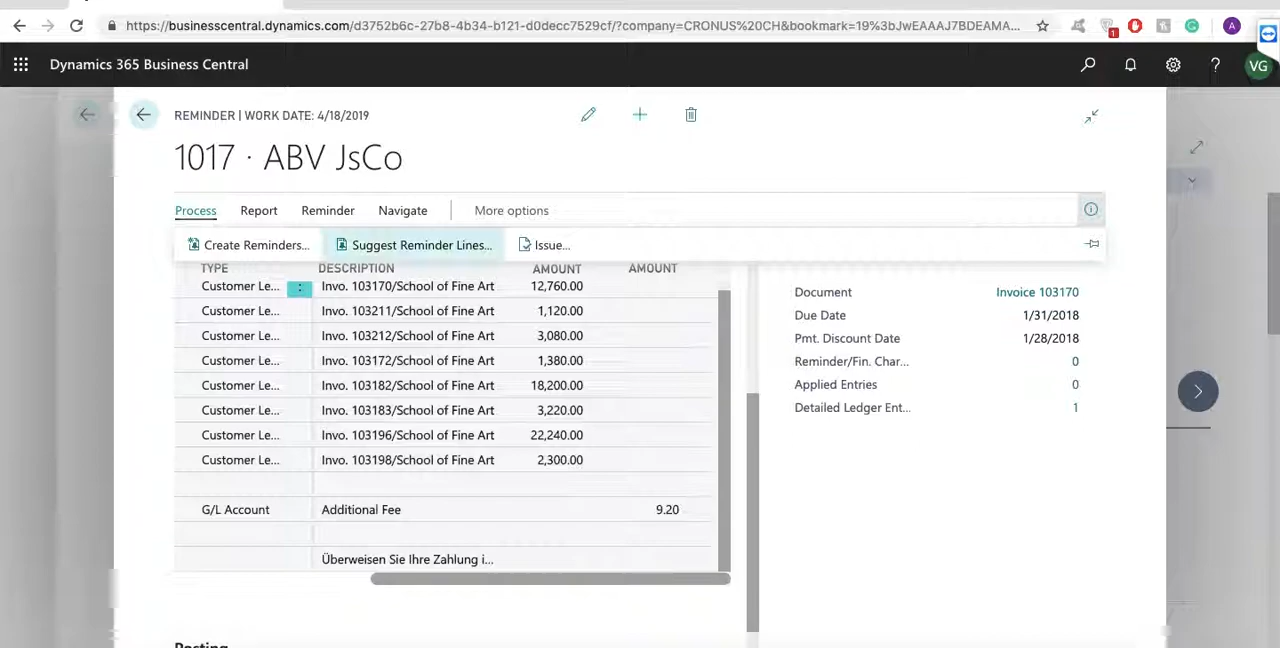 https://businesscentral.dynamics.com/d3752b6c-27b8-4b34-b121-d0decc7529cf/?company=CRONUS%20CH&bookmark=19%3bJwEAAAJ7BDEAMA...
1
A
Dynamics 365 Business Central
?
VG
REMINDER | WORK DATE: 4/18/2019
1017 · ABV JsCo
Process Report Reminder Navigate More options
Create Reminders... Suggest Reminder Lines... Issue...
TYPE DESCRIPTION AMOUNT AMOUNT
Customer Le... Invo. 103170/School of Fine Art 12,760.00
Customer Le... Invo. 103211/School of Fine Art 1,120.00
Customer Le... Invo. 103212/School of Fine Art 3,080.00
Customer Le... Invo. 103172/School of Fine Art 1,380.00
Customer Le... Invo. 103182/School of Fine Art 18,200.00
Customer Le... Invo. 103183/School of Fine Art 3,220.00
Customer Le... Invo. 103196/School of Fine Art 22,240.00
Customer Le... Invo. 103198/School of Fine Art 2,300.00
G/L Account Additional Fee 9.20
Überweisen Sie Ihre Zahlung i...
Document Invoice 103170
Due Date 1/31/2018
Pmt. Discount Date 1/28/2018
Reminder/Fin. Char... 0
Applied Entries 0
Detailed Ledger Ent... 1
Posting